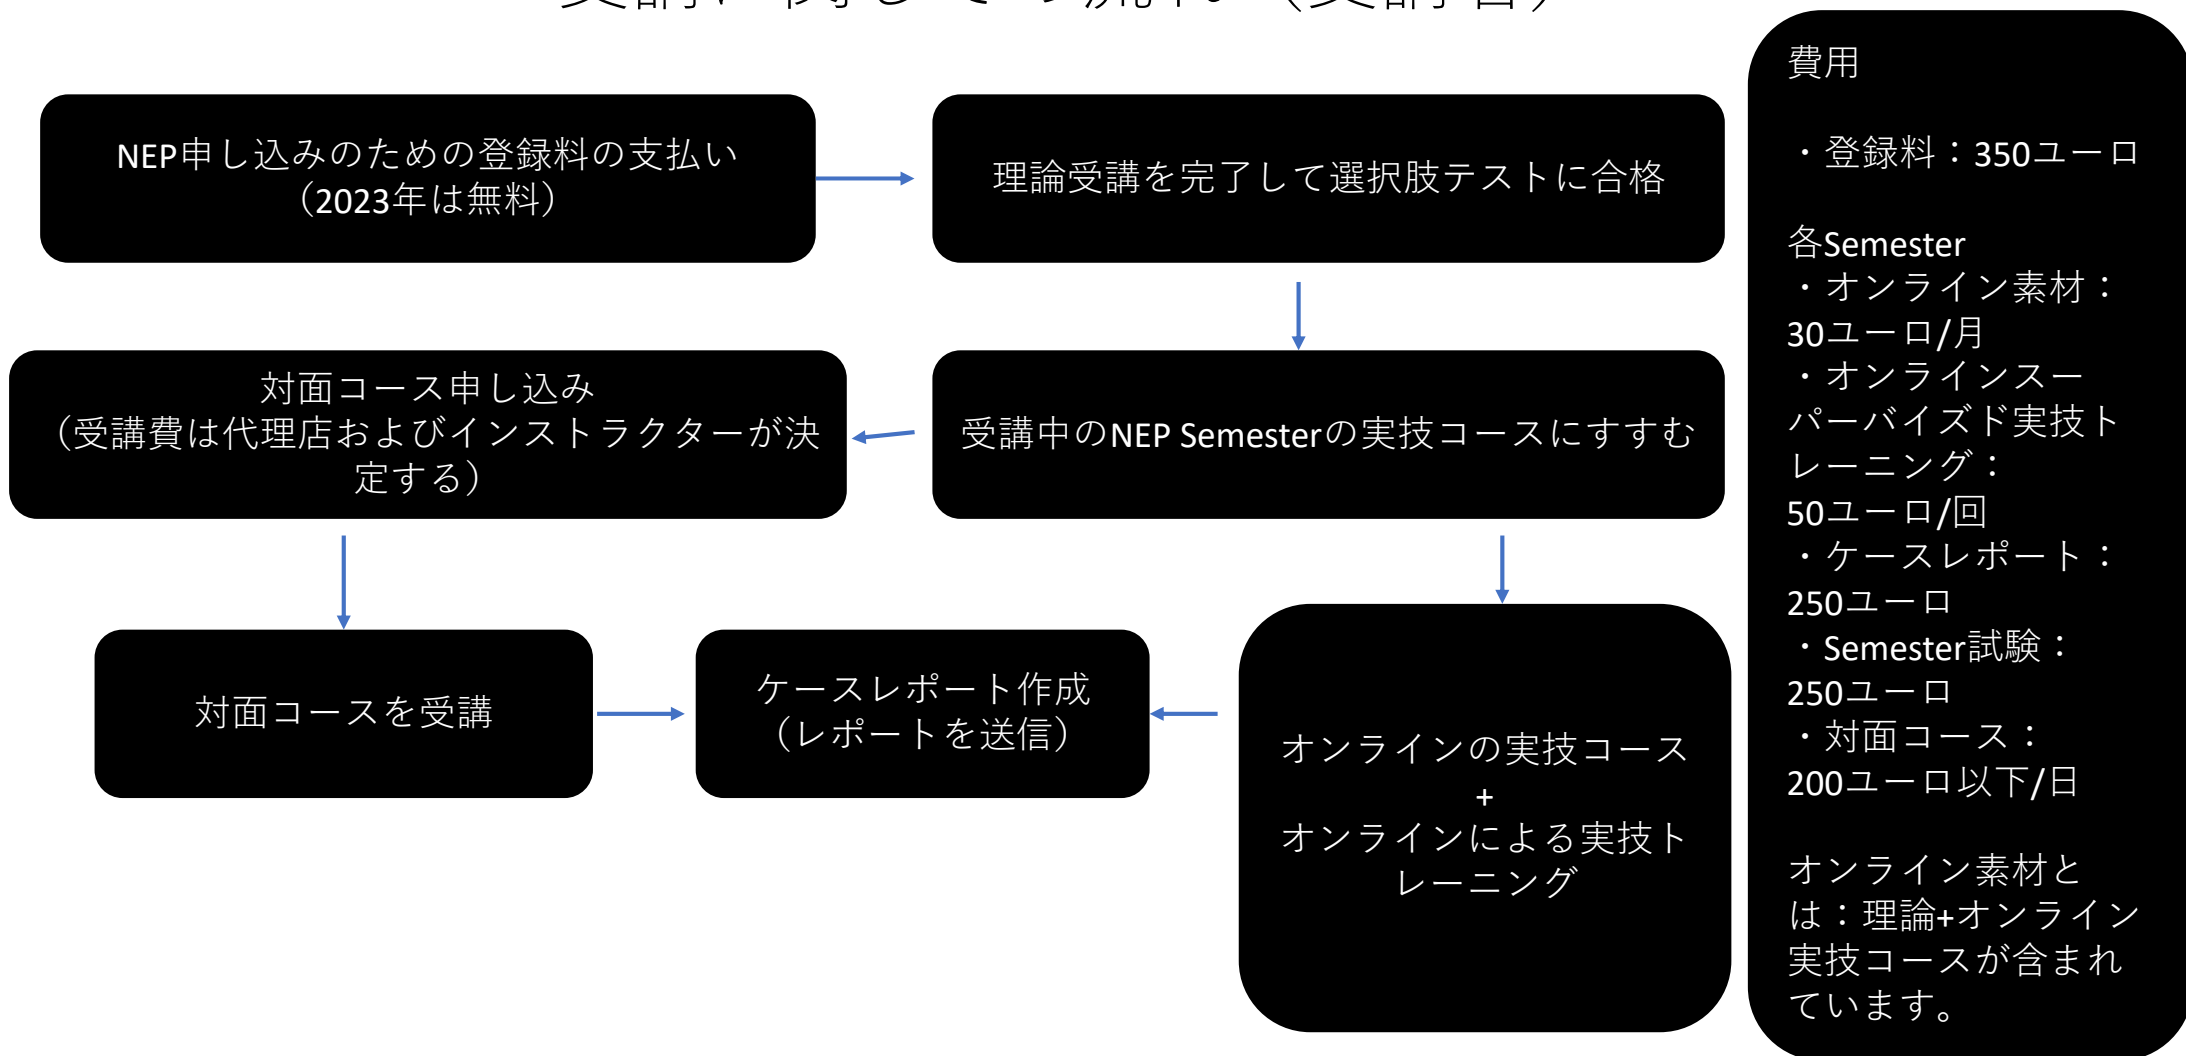 NEP申し込みのための登録料の支払い
（2023年は無料）
理論受講を完了して選択肢テストに合格
対面コース申し込み
（受講費は代理店およびインストラクターが決
定する）
受講中のNEP Semesterの実技コースにすすむ
対面コースを受講
ケースレポート作成
（レポートを送信）
オンラインの実技コース
+
オンラインによる実技ト
レーニング
費用
・登録料：350ユーロ
各Semester
・オンライン素材：
30ユーロ/月
・オンラインスー
パーバイズド実技ト
レーニング：
50ユーロ/回
・ケースレポート：
250ユーロ
・Semester試験：
250ユーロ
・対面コース：
200ユーロ以下/日
オンライン素材と
は：理論+オンライン
実技コースが含まれ
ています。